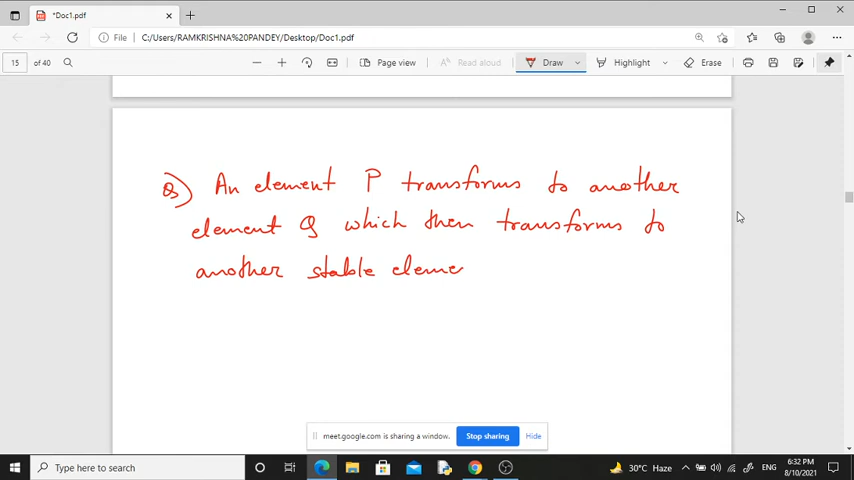 *Doc1.pdf
File
C:/Users/RAMKRISHNA%20PANDEY/Desktop/Doc1.pdf
15 of 40
Page view
Read aloud
Draw
Highlight
Erase
Q) An element P transforms to another
element Q which then transforms to
another stable eleme
meet.google.com is sharing a window.
Stop sharing
Hide
Type here to search
30°C Haze
ENG
6:32 PM
8/10/2021